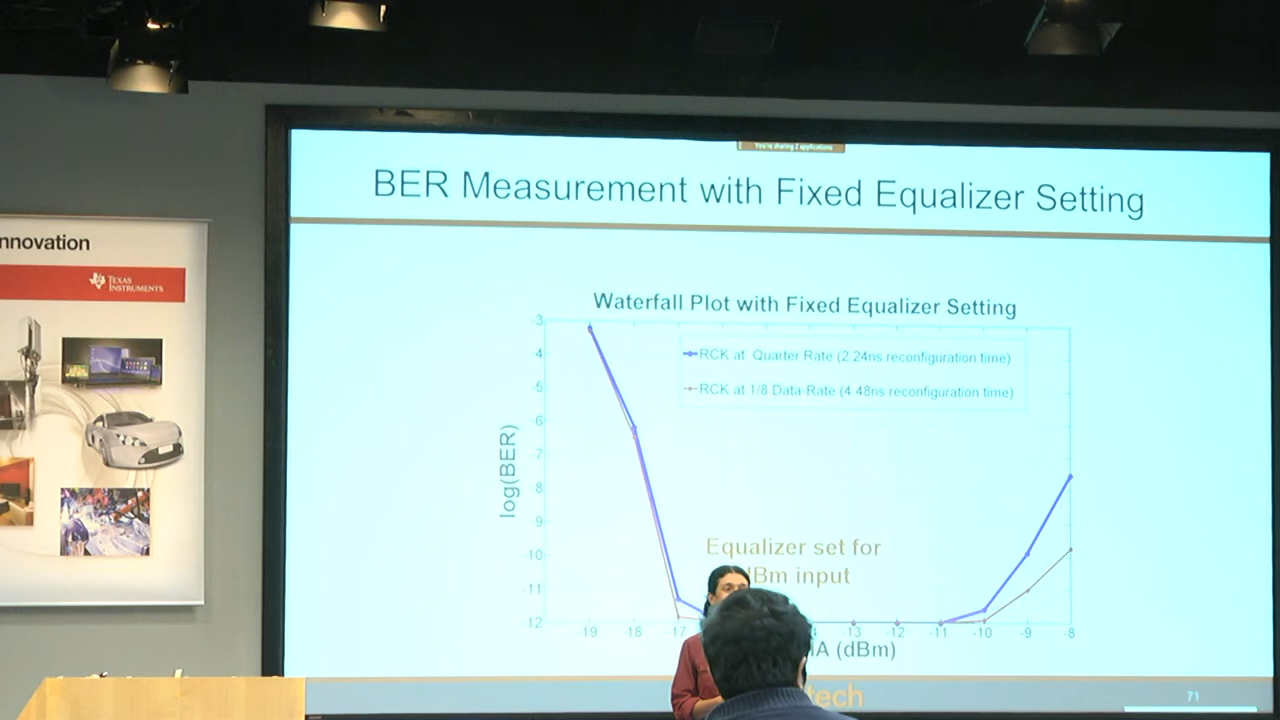 You're sharing 2 applications
BER Measurement with Fixed Equalizer Setting
nnovation
TEXAS
INSTRUMENTS
Waterfall Plot with Fixed Equalizer Setting
RCK at Quarter Rate (2.24ns reconfiguration time)
RCK at 1/8 Data-Rate (4.48ns reconfiguration time)
-3
-4
-5
-6
-7
-8
-9
-10
-11
-12
log(BER)
Equalizer set for
dBm input
-19 -18 -17 -13 -12 -11 -10 -9 -8
(dBm)
tech
71